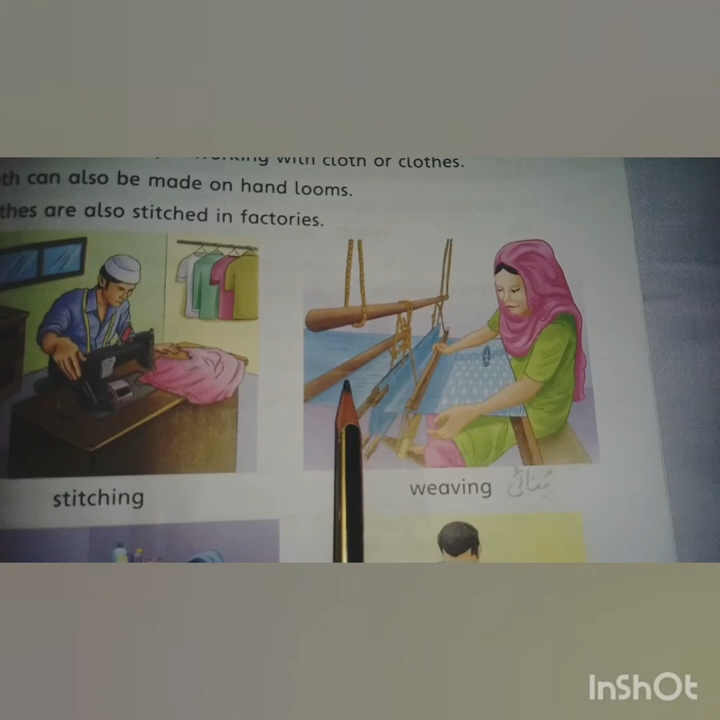 working with cloth or clothes.
th can also be made on hand looms.
thes are also stitched in factories.
stitching
weaving بُنائی
InShOt